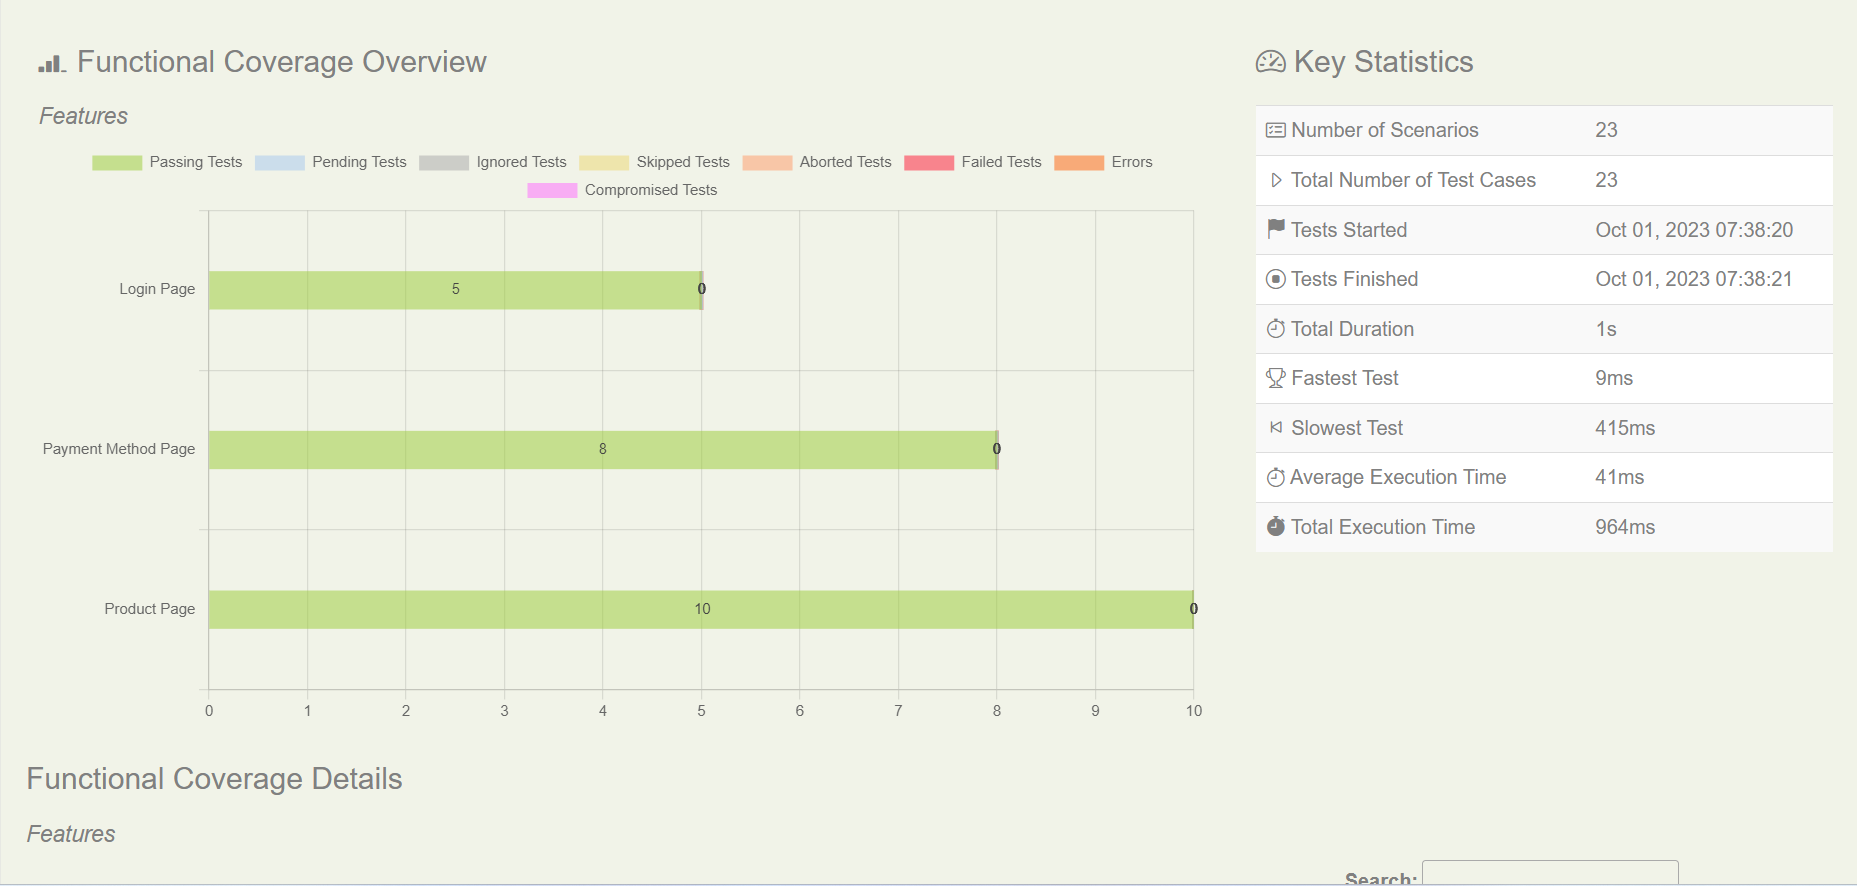 Functional Coverage Overview
Features
Passing Tests Pending Tests Ignored Tests Skipped Tests Aborted Tests Failed Tests Errors
Compromised Tests
Login Page 5 0
Payment Method Page 8 0
Product Page 10 0
0 1 2 3 4 5 6 7 8 9 10
Key Statistics
Number of Scenarios 23
Total Number of Test Cases 23
Tests Started Oct 01, 2023 07:38:20
Tests Finished Oct 01, 2023 07:38:21
Total Duration 1s
Fastest Test 9ms
Slowest Test 415ms
Average Execution Time 41ms
Total Execution Time 964ms
Functional Coverage Details
Features
Search: